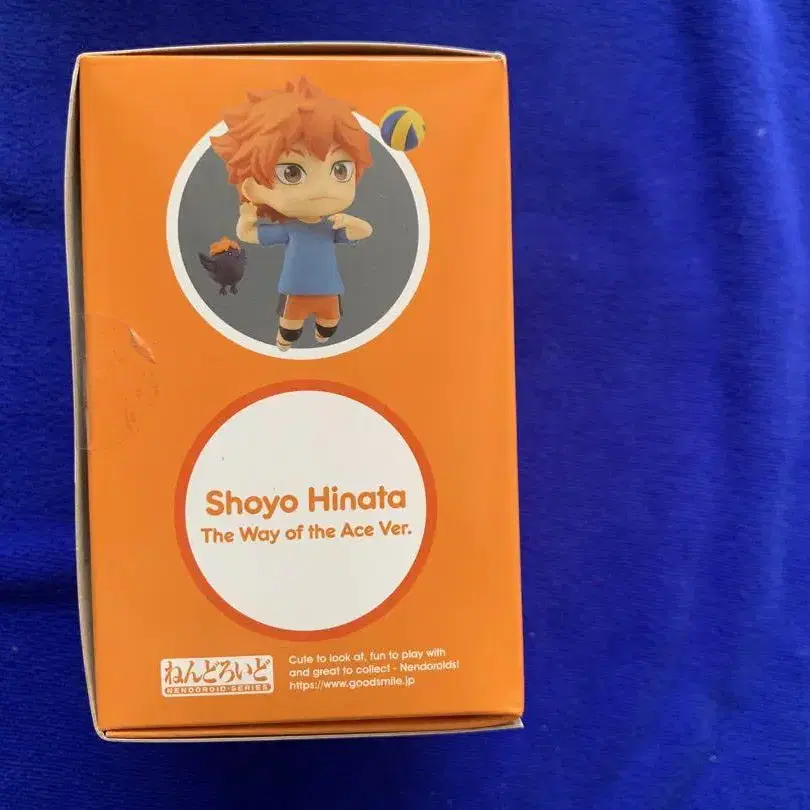 Shoyo Hinata
The Way of the Ace Ver.
ねんどろいど
NENDOROID・SERIES
Cute to look at, fun to play with
and great to collect - Nendoroids!
https://www.goodsmile.jp